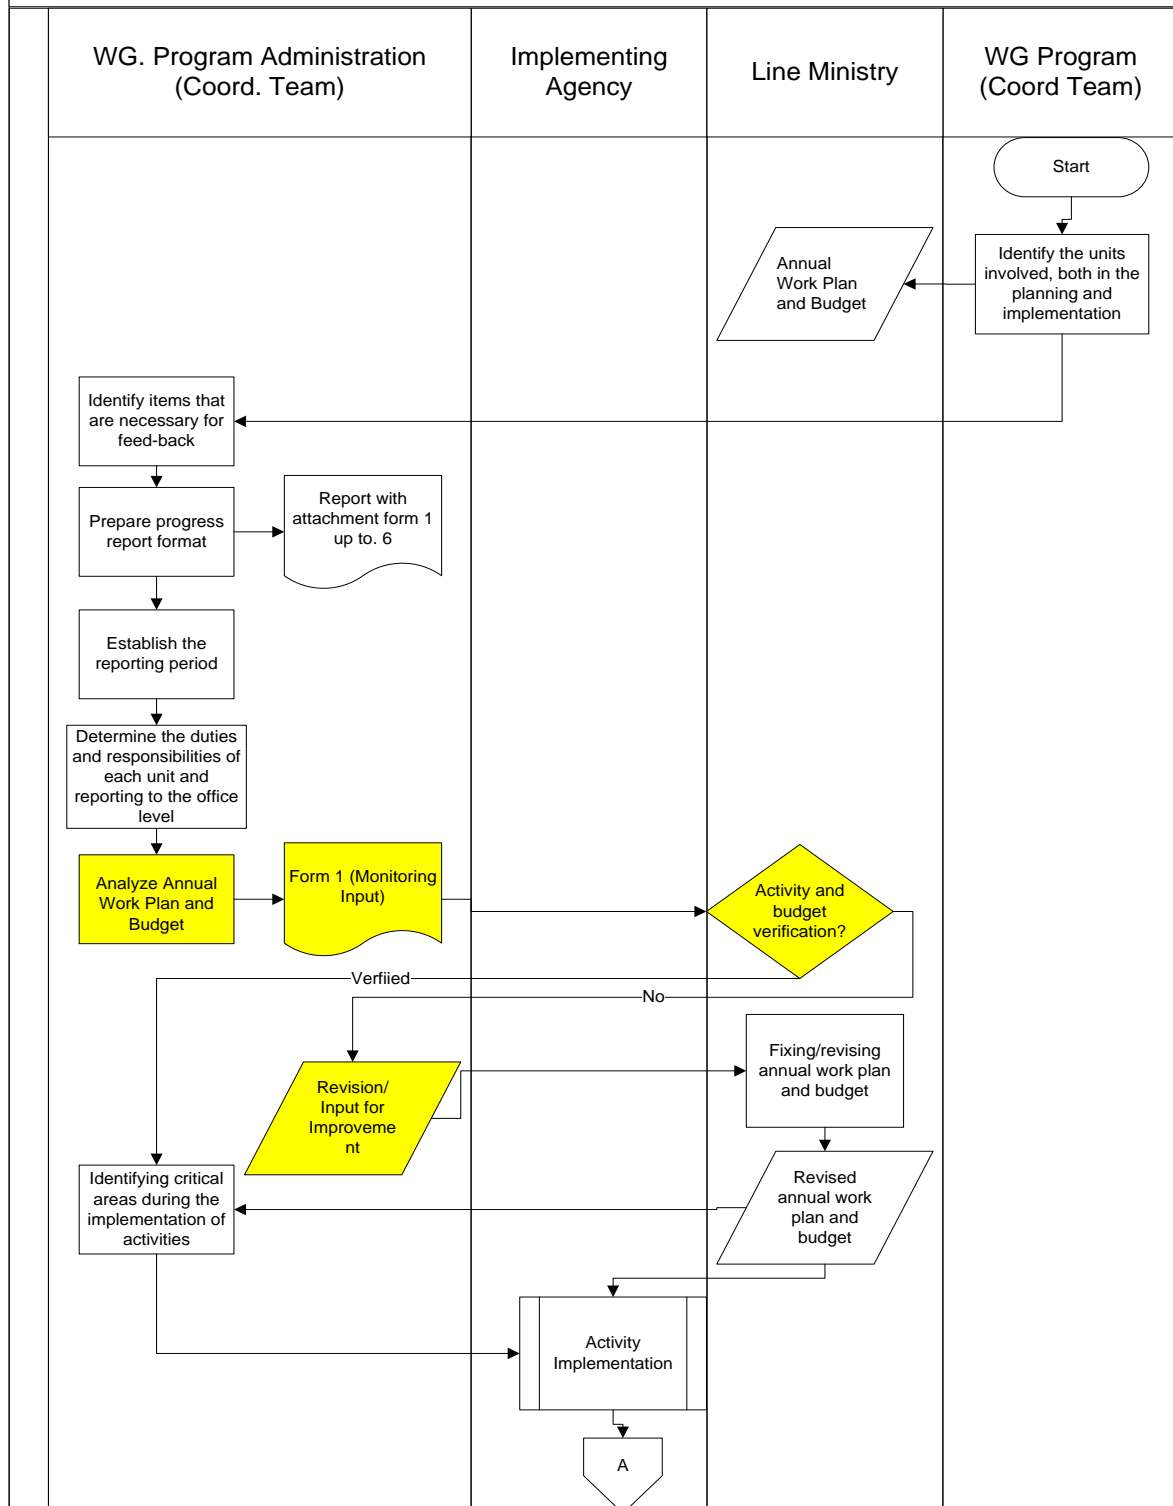 WG. Program Administration
(Coord. Team)
Implementing
Agency
Line Ministry
WG Program
(Coord Team)
Start
Identify the units
involved, both in the
planning and
implementation
Annual
Work Plan
and Budget
Identify items that
are necessary for
feed-back
Prepare progress
report format
Report with
attachment form 1
up to. 6
Establish the
reporting period
Determine the duties
and responsibilities of
each unit and
reporting to the office
level
Analyze Annual
Work Plan and
Budget
Form 1 (Monitoring
Input)
Activity and
budget
verification?
Verfiied
No
Revision/
Input for
Improveme
nt
Fixing/revising
annual work plan
and budget
Identifying critical
areas during the
implementation of
activities
Revised
annual work
plan and
budget
Activity
Implementation
A